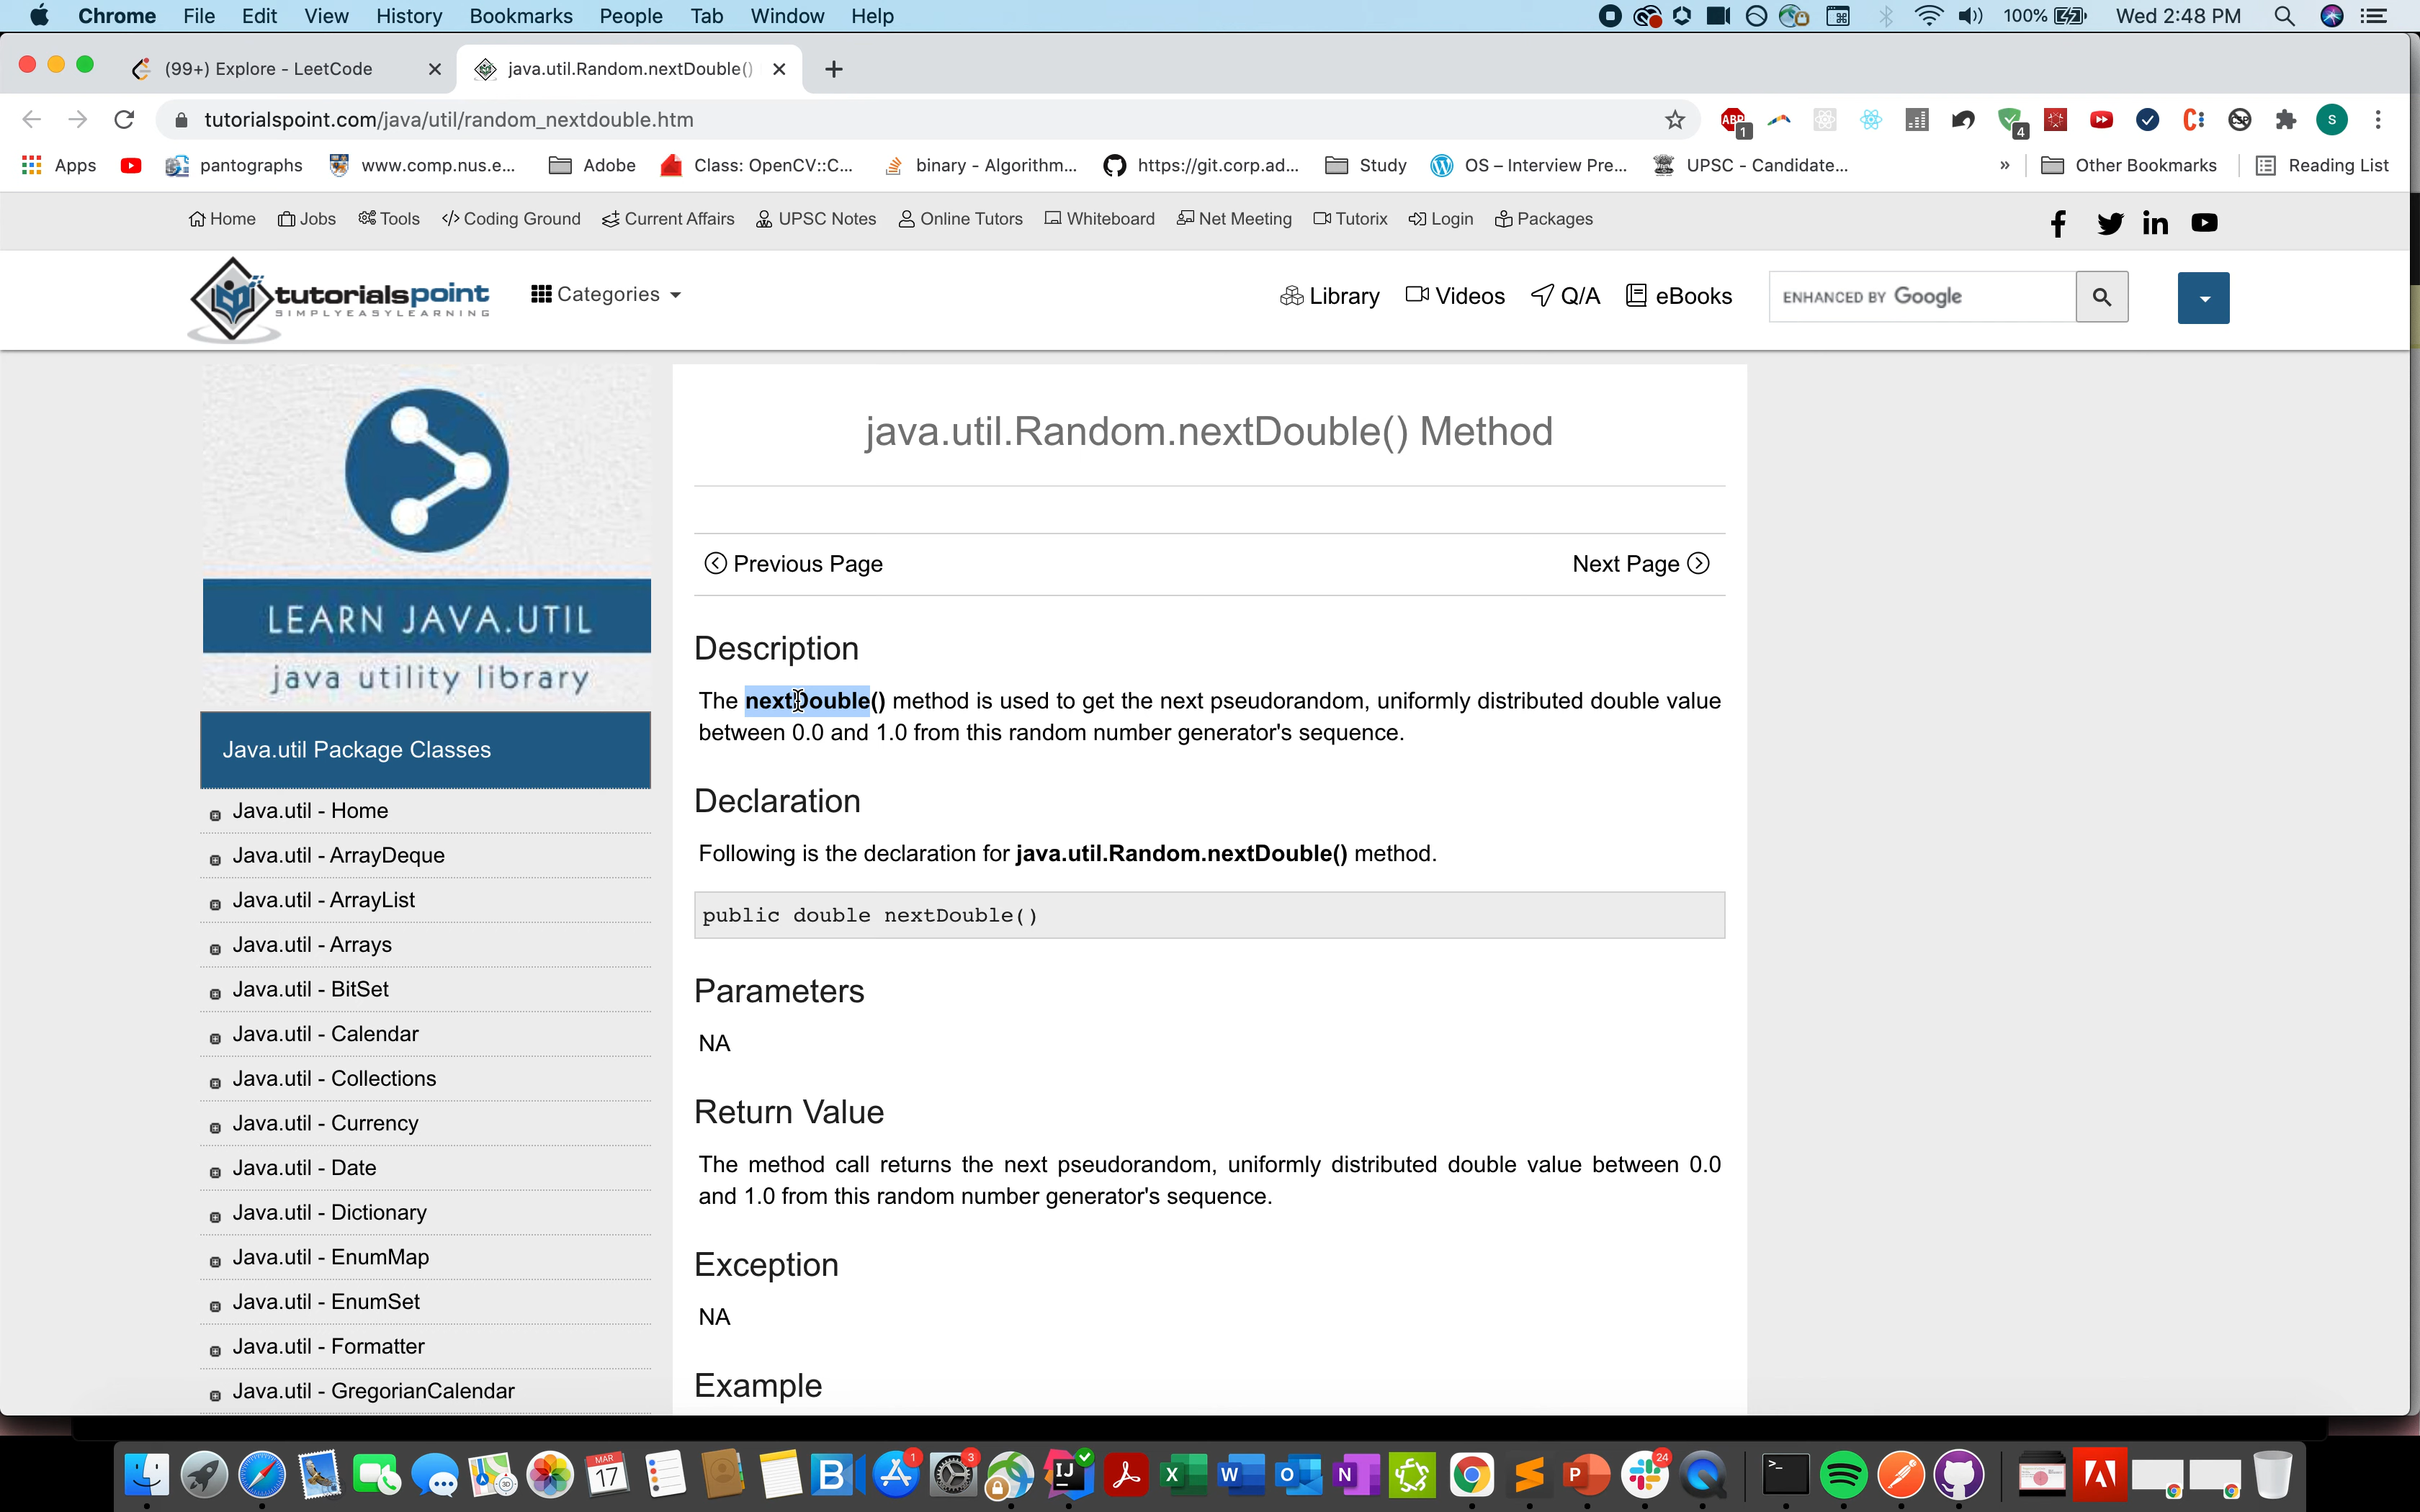 Chrome File Edit View History Bookmarks People Tab Window Help 100% Wed 2:48 PM
(99+) Explore - LeetCode java.util.Random.nextDouble()
tutorialspoint.com/java/util/random_nextdouble.htm ABP 1 4 S
Apps pantographs www.comp.nus.e... Adobe Class: OpenCV::C... binary - Algorithm... https://git.corp.ad... Study OS – Interview Pre... UPSC - Candidate... » Other Bookmarks Reading List
Home Jobs Tools Coding Ground Current Affairs UPSC Notes Online Tutors Whiteboard Net Meeting Tutorix Login Packages
tutorialspoint Categories Library Videos Q/A eBooks ENHANCED BY Google
SIMPLYEASYLEARNING
java.util.Random.nextDouble() Method
Previous Page Next Page
LEARN JAVA.UTIL
java utility library
Description
The nextDouble() method is used to get the next pseudorandom, uniformly distributed double value
between 0.0 and 1.0 from this random number generator's sequence.
Java.util Package Classes
Java.util - Home
Java.util - ArrayDeque
Java.util - ArrayList
Java.util - Arrays
Java.util - BitSet
Java.util - Calendar
Java.util - Collections
Java.util - Currency
Java.util - Date
Java.util - Dictionary
Java.util - EnumMap
Java.util - EnumSet
Java.util - Formatter
Java.util - GregorianCalendar
Declaration
Following is the declaration for java.util.Random.nextDouble() method.
public double nextDouble()
Parameters
NA
Return Value
The method call returns the next pseudorandom, uniformly distributed double value between 0.0
and 1.0 from this random number generator's sequence.
Exception
NA
Example
MAR 17 1 3 IJ X W O N P 24